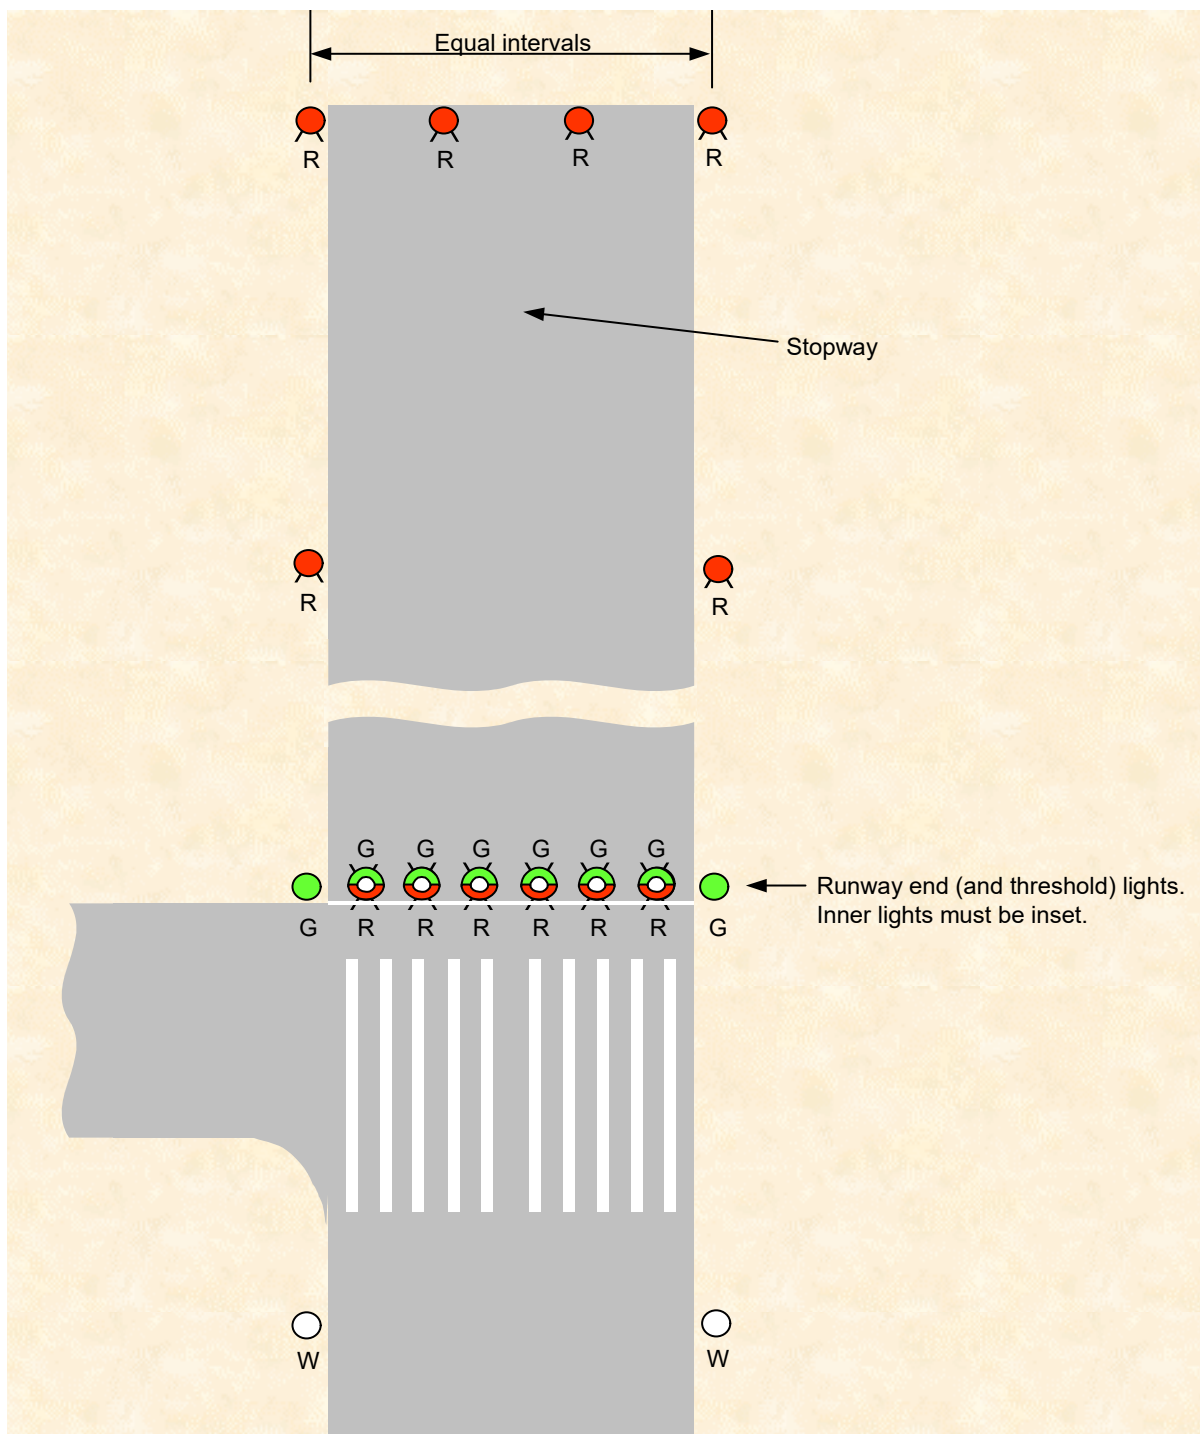 Equal intervals
R R R R
Stopway
R R
G G G G G G
Runway end (and threshold) lights.
Inner lights must be inset.
G R R R R R R G
W W